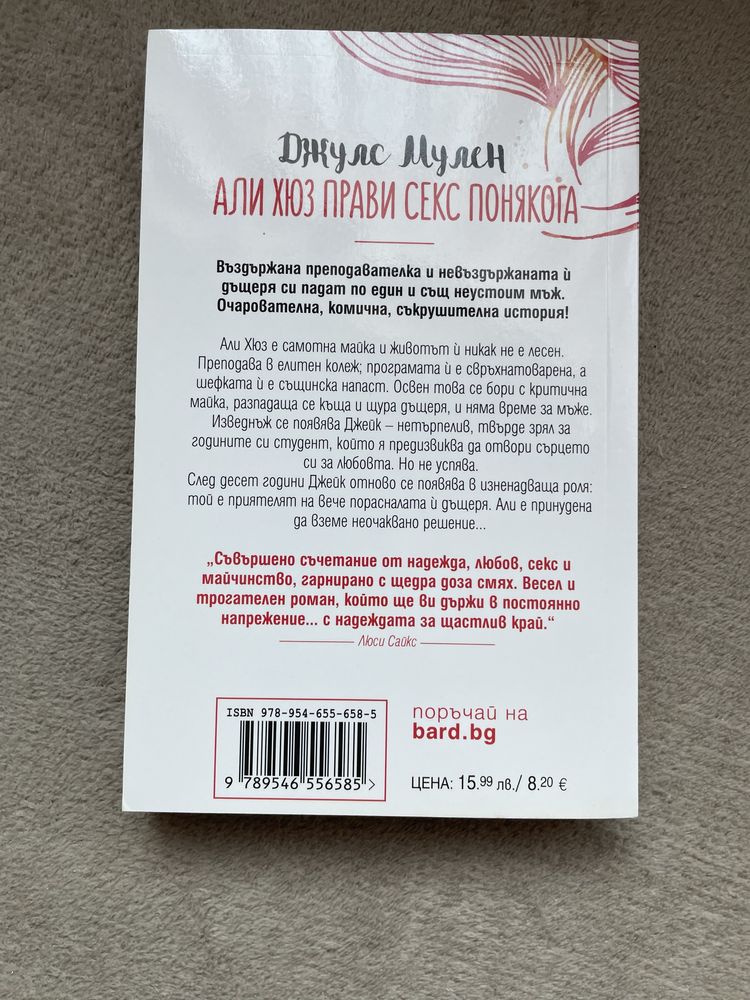 Джулс Мулен
АЛИ ХЮЗ ПРАВИ СЕКС ПОНЯКОГА
Въздържана преподавателка и невъздържаната ѝ
дъщеря си падат по един и същ неустоим мъж.
Очарователна, комична, съкрушителна история!
Али Хюз е самотна майка и животът ѝ никак не е лесен.
Преподава в елитен колеж; програмата ѝ е свръхнатоварена, а
шефката ѝ е същинска напаст. Освен това се бори с критична
майка, разпадаща се къща и щура дъщеря, и няма време за мъже.
Изведнъж се появява Джейк – нетърпелив, твърде зрял за
годините си студент, който я предизвиква да отвори сърцето
си за любовта. Но не успява.
След десет години Джейк отново се появява в изненадваща роля:
той е приятелят на вече порасналата ѝ дъщеря. Али е принудена
да вземе неочаквано решение...
„Съвършено съчетание от надежда, любов, секс и
майчинство, гарнирано с щедра доза смях. Весел и
трогателен роман, който ще ви държи в постоянно
напрежение... с надеждата за щастлив край.“
Люси Сайкс
ISBN 978-954-655-658-5
9 789546 556585 >
поръчай на
bard.bg
ЦЕНА: 15.99 лв./ 8.20 €